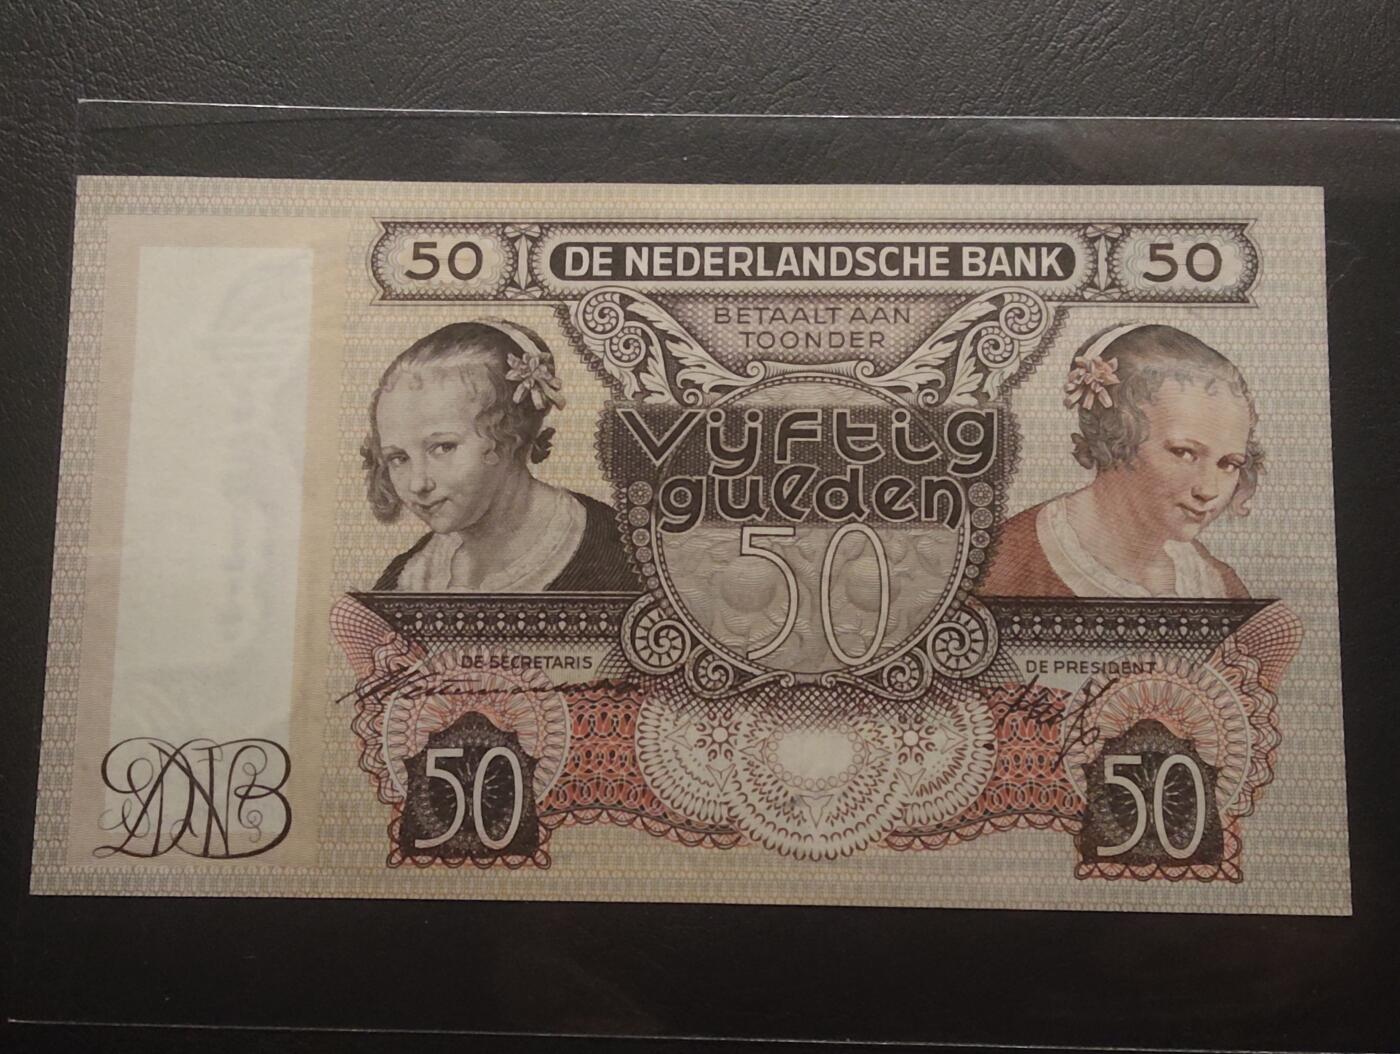 50 DE NEDERLANDSCHE BANK 50
BETAALT AAN
TOONDER
Vijftig
gulden
50
DE SECRETARIS
DE PRESIDENT
50 50
DNB